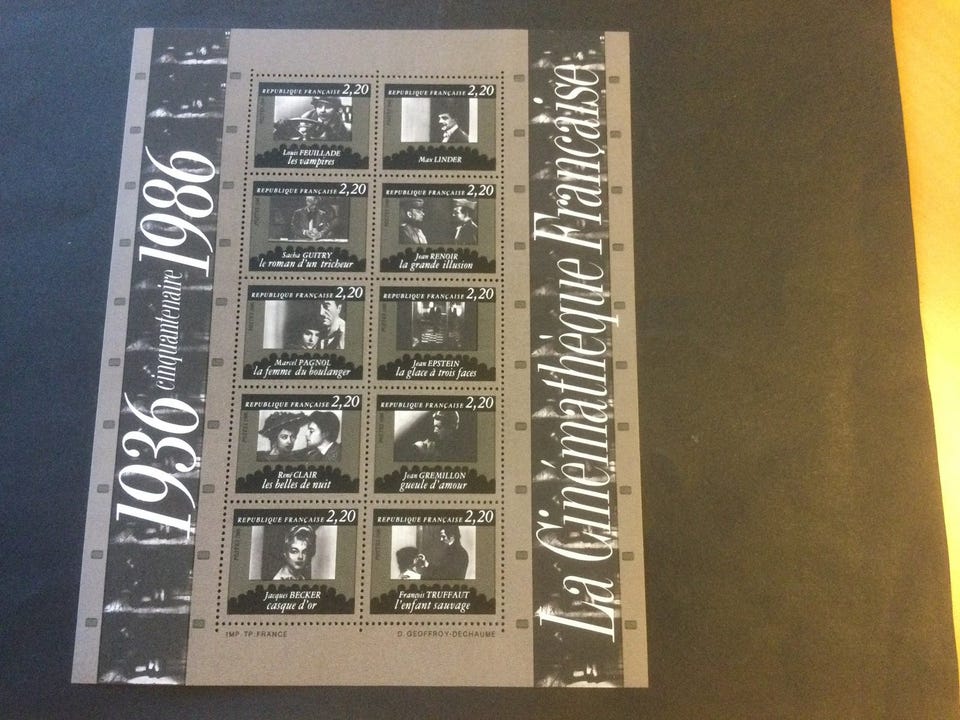 1936 cinquantenaire 1986
REPUBLIQUE FRANÇAISE 2,20
Louis FEUILLADE
les vampires
REPUBLIQUE FRANÇAISE 2,20
Max LINDER
REPUBLIQUE FRANÇAISE 2,20
Sacha GUITRY
le roman d'un tricheur
REPUBLIQUE FRANÇAISE 2,20
Jean RENOIR
la grande illusion
REPUBLIQUE FRANÇAISE 2,20
Marcel PAGNOL
la femme du boulanger
REPUBLIQUE FRANÇAISE 2,20
Jean EPSTEIN
la glace à trois faces
REPUBLIQUE FRANÇAISE 2,20
René CLAIR
les belles de nuit
REPUBLIQUE FRANÇAISE 2,20
Jean GREMILLON
gueule d'amour
REPUBLIQUE FRANÇAISE 2,20
Jacques BECKER
casque d'or
REPUBLIQUE FRANÇAISE 2,20
François TRUFFAUT
l'enfant sauvage
IMP. TP. FRANCE
D. GEOFFROY-DECHAUME
La Cinémathèque Française